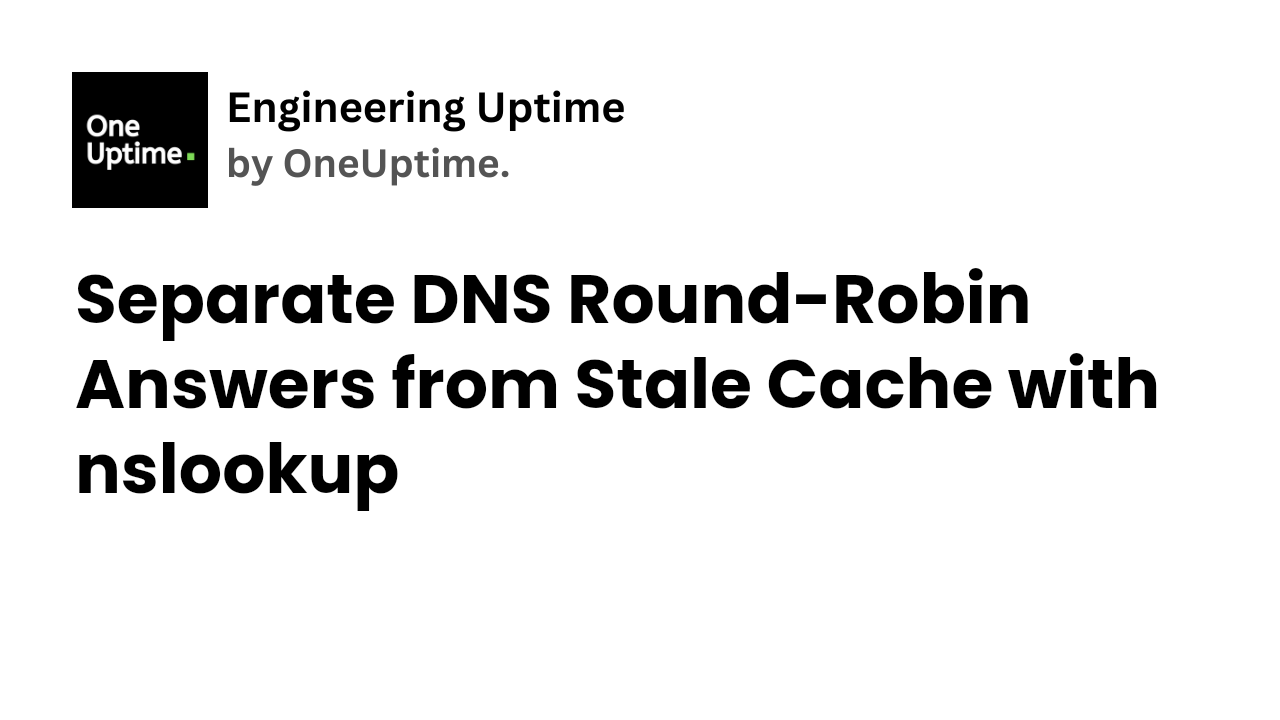 One
Uptime
Engineering Uptime
by OneUptime.
Separate DNS Round-Robin
Answers from Stale Cache with
nslookup